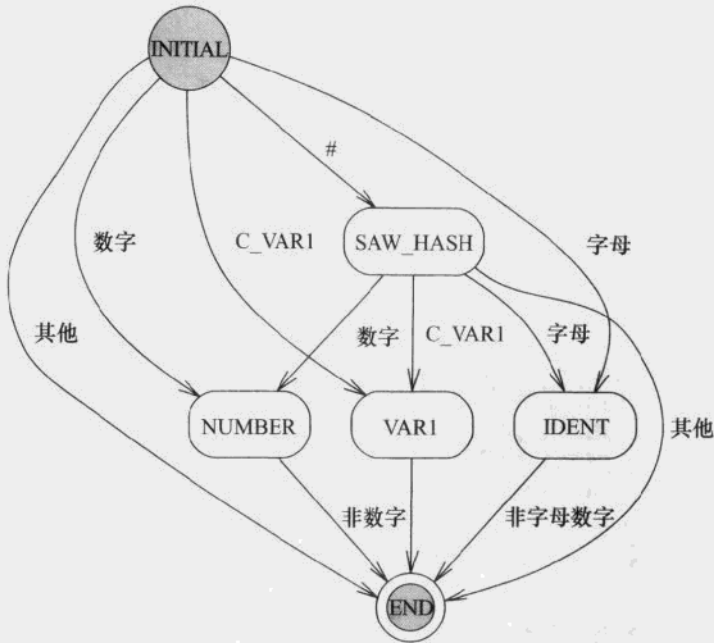 INITIAL
#
数字
C_VAR1
SAW_HASH
字母
其他
数字
C_VAR1
字母
NUMBER
VAR1
IDENT
其他
非数字
非字母数字
END